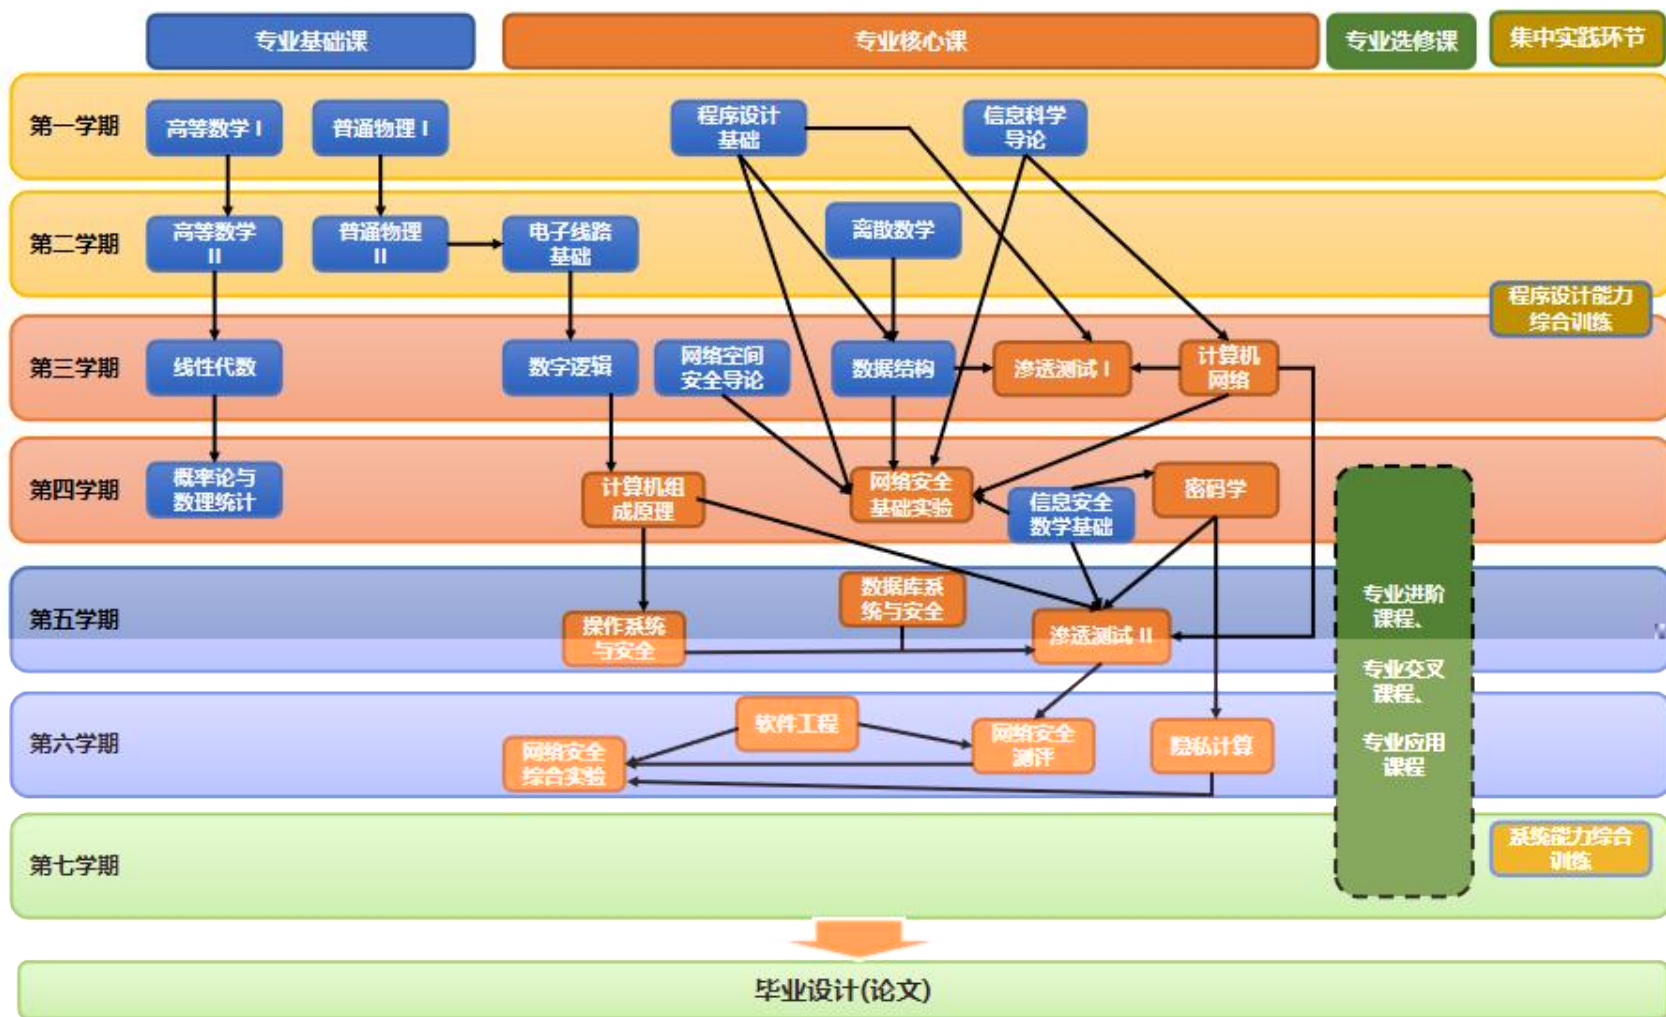 专业基础课
专业核心课
专业选修课
集中实践环节
第一学期
高等数学 I
普通物理 I
程序设计
基础
信息科学
导论
第二学期
高等数学
II
普通物理
II
电子线路
基础
离散数学
程序设计能力
综合训练
第三学期
线性代数
数字逻辑
网络空间
安全导论
数据结构
渗透测试 I
计算机
网络
第四学期
概率论与
数理统计
计算机组
成原理
网络安全
基础实验
信息安全
数学基础
密码学
第五学期
操作系统
与安全
数据库系
统与安全
渗透测试 II
专业进阶
课程、
专业交叉
课程、
专业应用
课程
第六学期
网络安全
综合实验
软件工程
网络安全
测评
隐私计算
第七学期
系统能力综合
训练
毕业设计(论文)